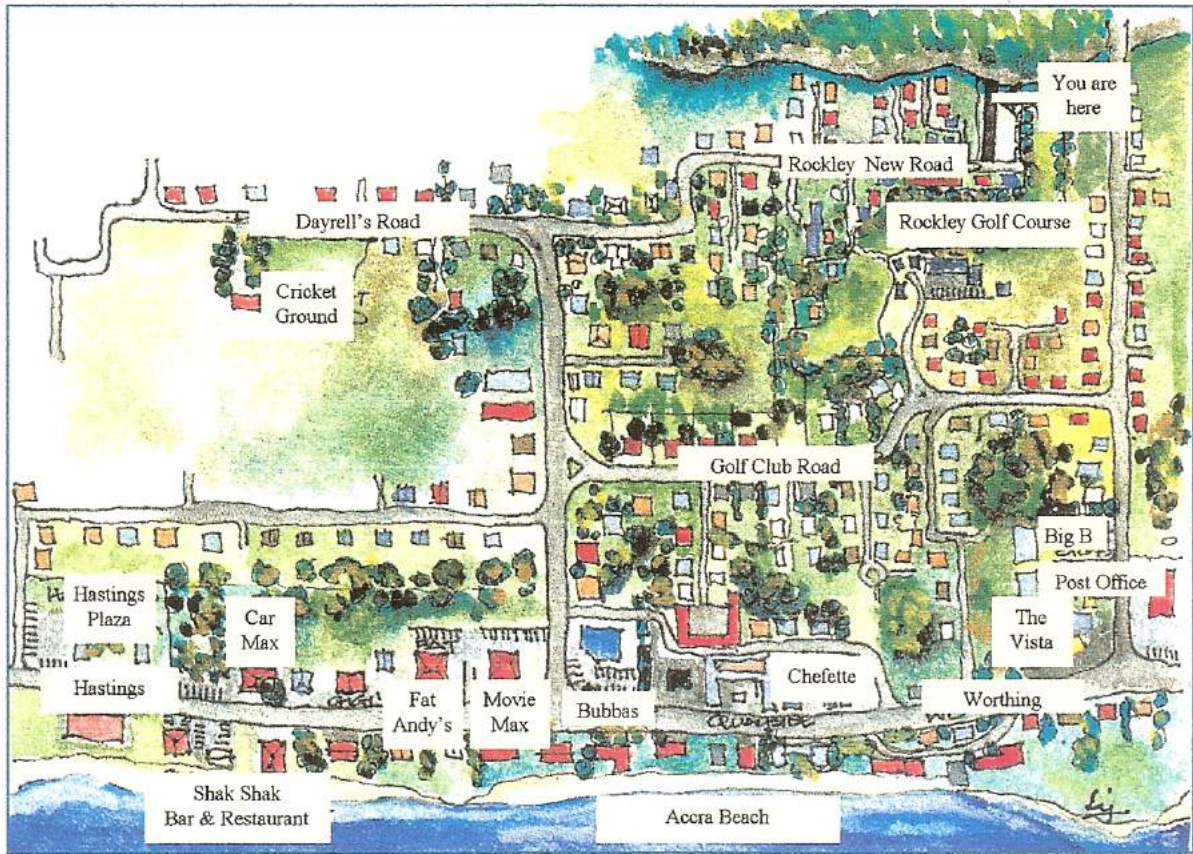 You are
here
Rockley New Road
Dayrell's Road
Rockley Golf Course
Cricket
Ground
Golf Club Road
Big B
Hastings
Plaza
Car
Max
Post Office
The
Vista
Hastings
Fat
Andy's
Movie
Max
Bubbas
Chefette
Worthing
QUAYSIDE
Shak Shak
Bar & Restaurant
Accra Beach